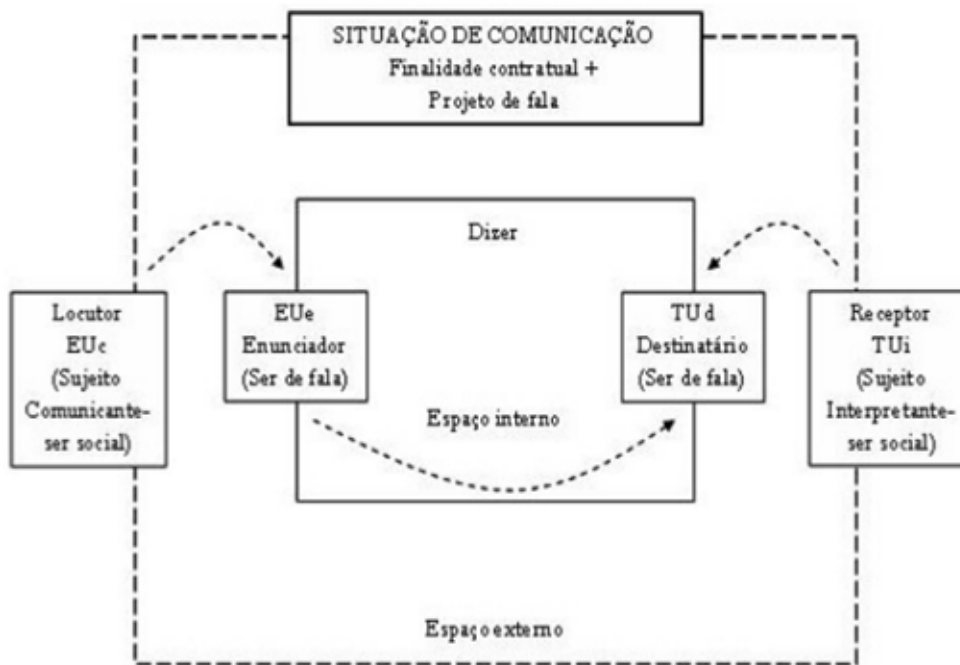 SITUAÇÃO DE COMUNICAÇÃO
Finalidade contratual +
Projeto de fala
Dizer
Locutor
EUc
(Sujeito
Comunicante-
ser social)
EUe
Enunciador
(Ser de fala)
TUd
Destinatário
(Ser de fala)
Receptor
TUi
(Sujeito
Interpretante-
ser social)
Espaço interno
Espaço externo